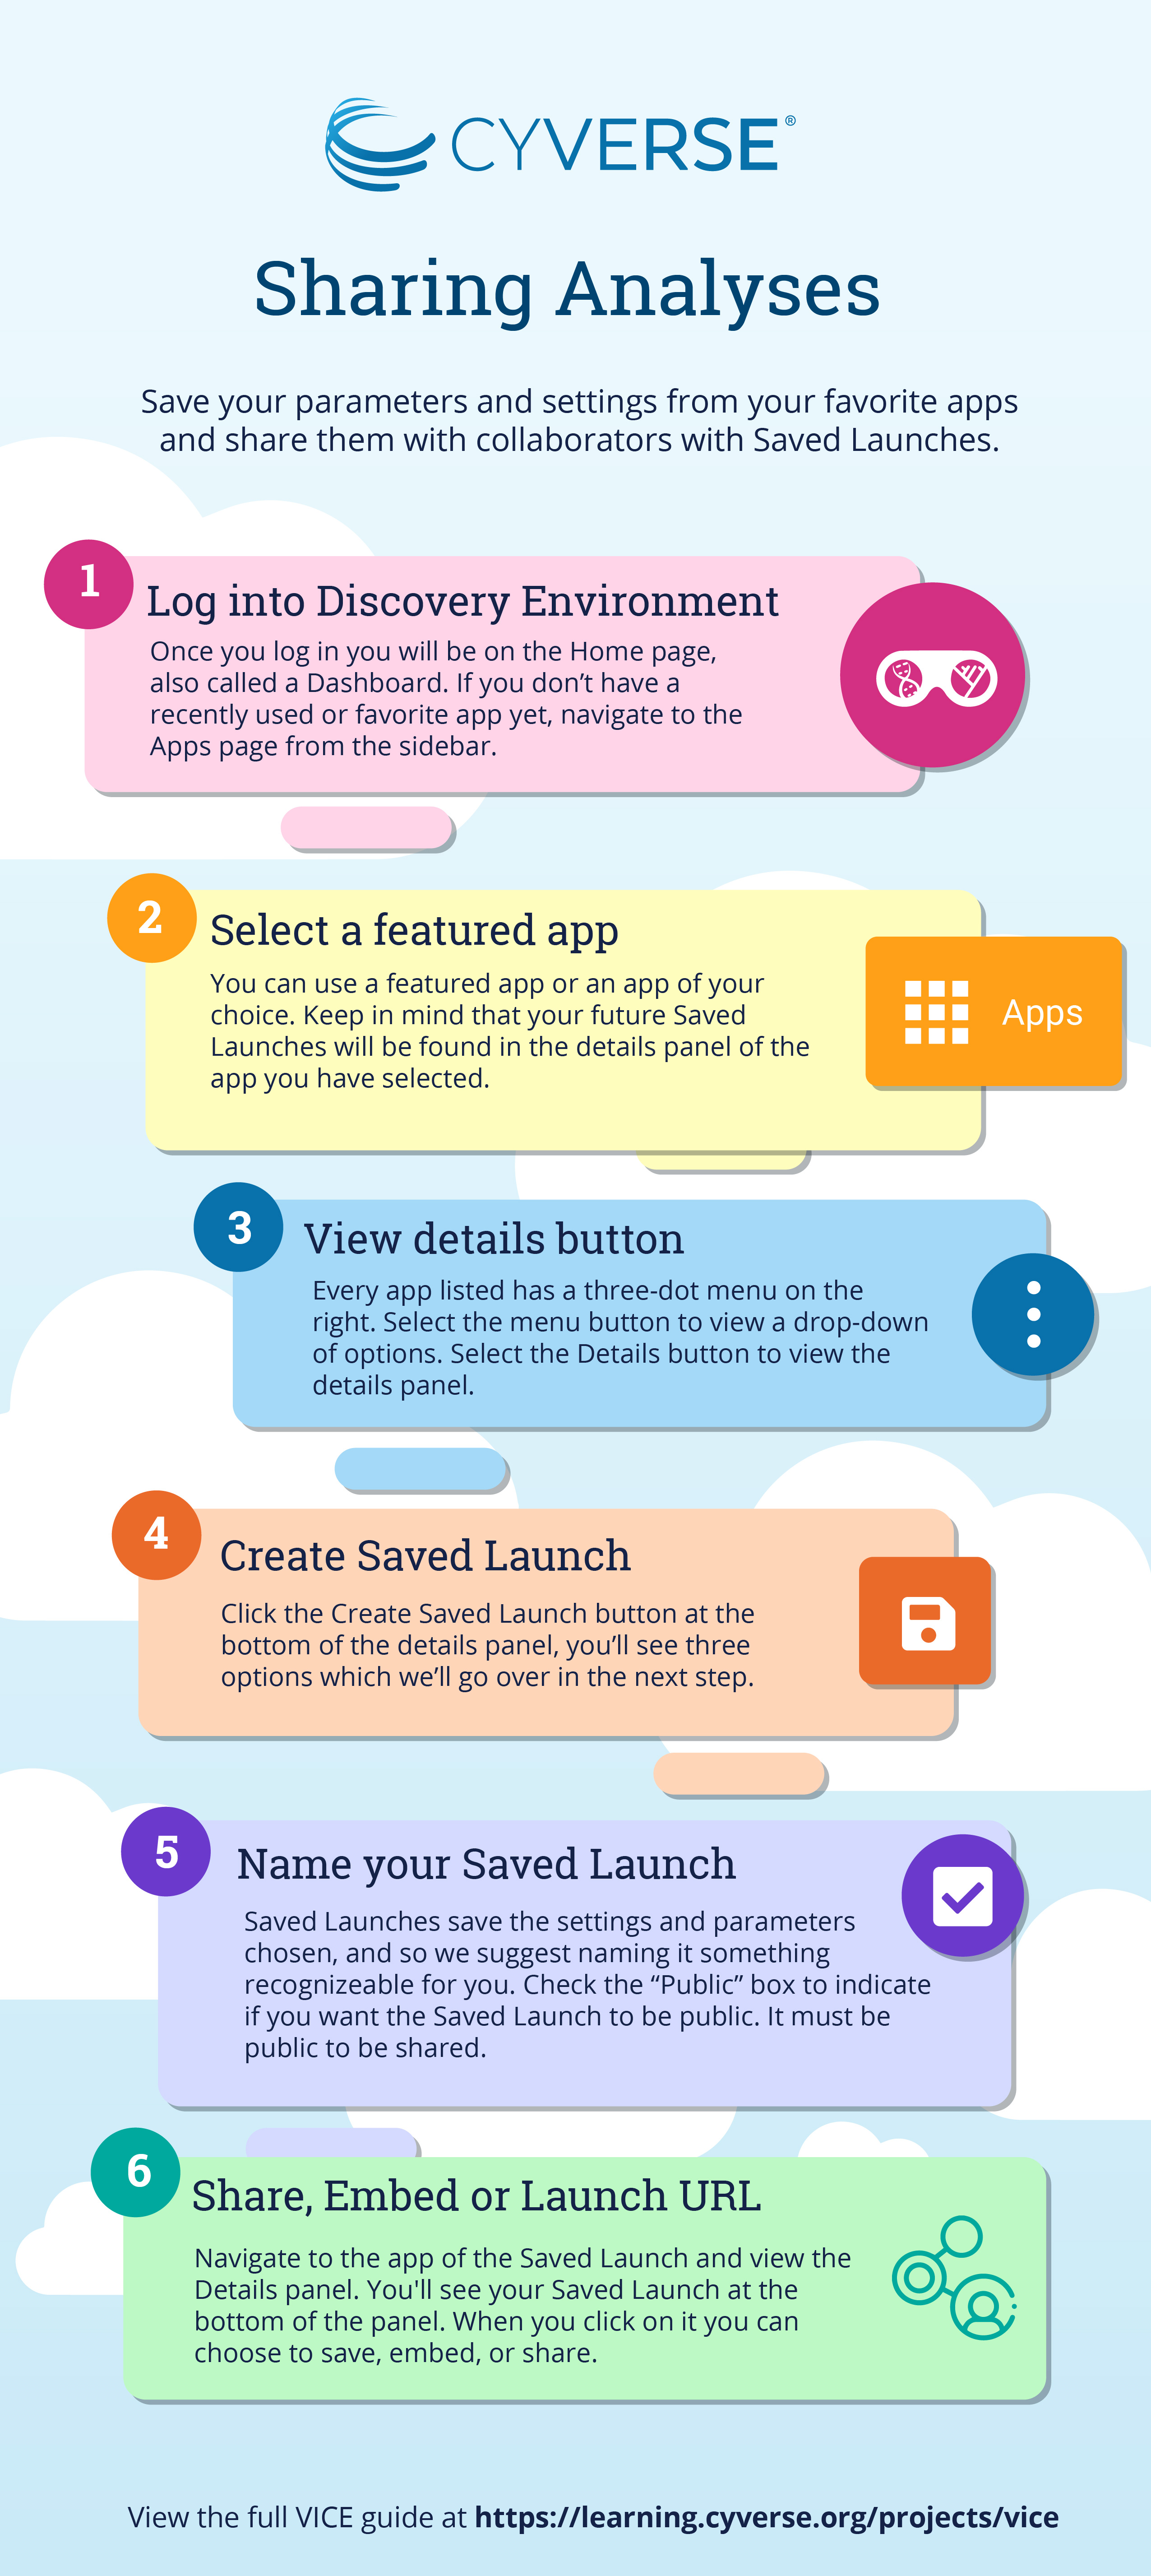 CYVERSE®
Sharing Analyses
Save your parameters and settings from your favorite apps
and share them with collaborators with Saved Launches.
1
Log into Discovery Environment
Once you log in you will be on the Home page,
also called a Dashboard. If you don’t have a
recently used or favorite app yet, navigate to the
Apps page from the sidebar.
2
Select a featured app
You can use a featured app or an app of your
choice. Keep in mind that your future Saved
Launches will be found in the details panel of the
app you have selected.
Apps
3
View details button
Every app listed has a three-dot menu on the
right. Select the menu button to view a drop-down
of options. Select the Details button to view the
details panel.
4
Create Saved Launch
Click the Create Saved Launch button at the
bottom of the details panel, you’ll see three
options which we’ll go over in the next step.
5
Name your Saved Launch
Saved Launches save the settings and parameters
chosen, and so we suggest naming it something
recognizeable for you. Check the “Public” box to indicate
if you want the Saved Launch to be public. It must be
public to be shared.
6
Share, Embed or Launch URL
Navigate to the app of the Saved Launch and view the
Details panel. You'll see your Saved Launch at the
bottom of the panel. When you click on it you can
choose to save, embed, or share.
View the full VICE guide at https://learning.cyverse.org/projects/vice